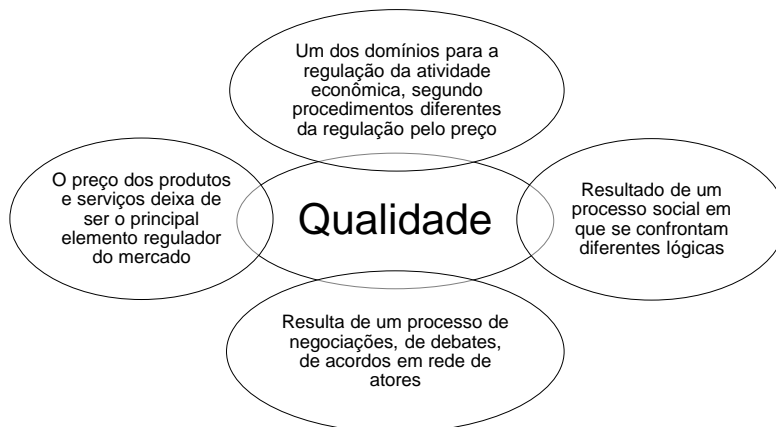 Um dos domínios para a
regulação da atividade
econômica, segundo
procedimentos diferentes
da regulação pelo preço
O preço dos produtos
e serviços deixa de
ser o principal
elemento regulador
do mercado
Qualidade
Resultado de um
processo social em
que se confrontam
diferentes lógicas
Resulta de um processo de
negociações, de debates,
de acordos em rede de
atores